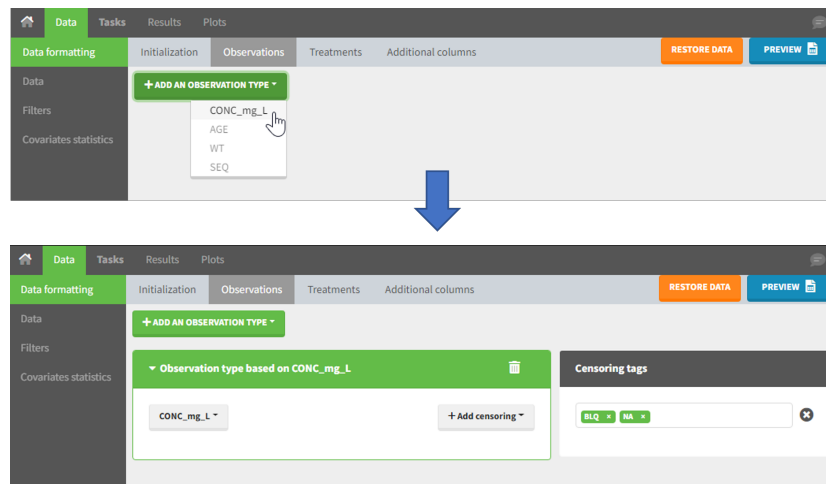 Data Tasks Results Plots
Data formatting Initialization Observations Treatments Additional columns RESTORE DATA PREVIEW
Data + ADD AN OBSERVATION TYPE
Filters CONC_mg_L
AGE
Covariates statistics
WT
SEQ
Data Tasks Results Plots
Data formatting Initialization Observations Treatments Additional columns RESTORE DATA PREVIEW
Data + ADD AN OBSERVATION TYPE
Filters
Covariates statistics Observation type based on CONC_mg_L Censoring tags
CONC_mg_L + Add censoring BLQ × NA ×